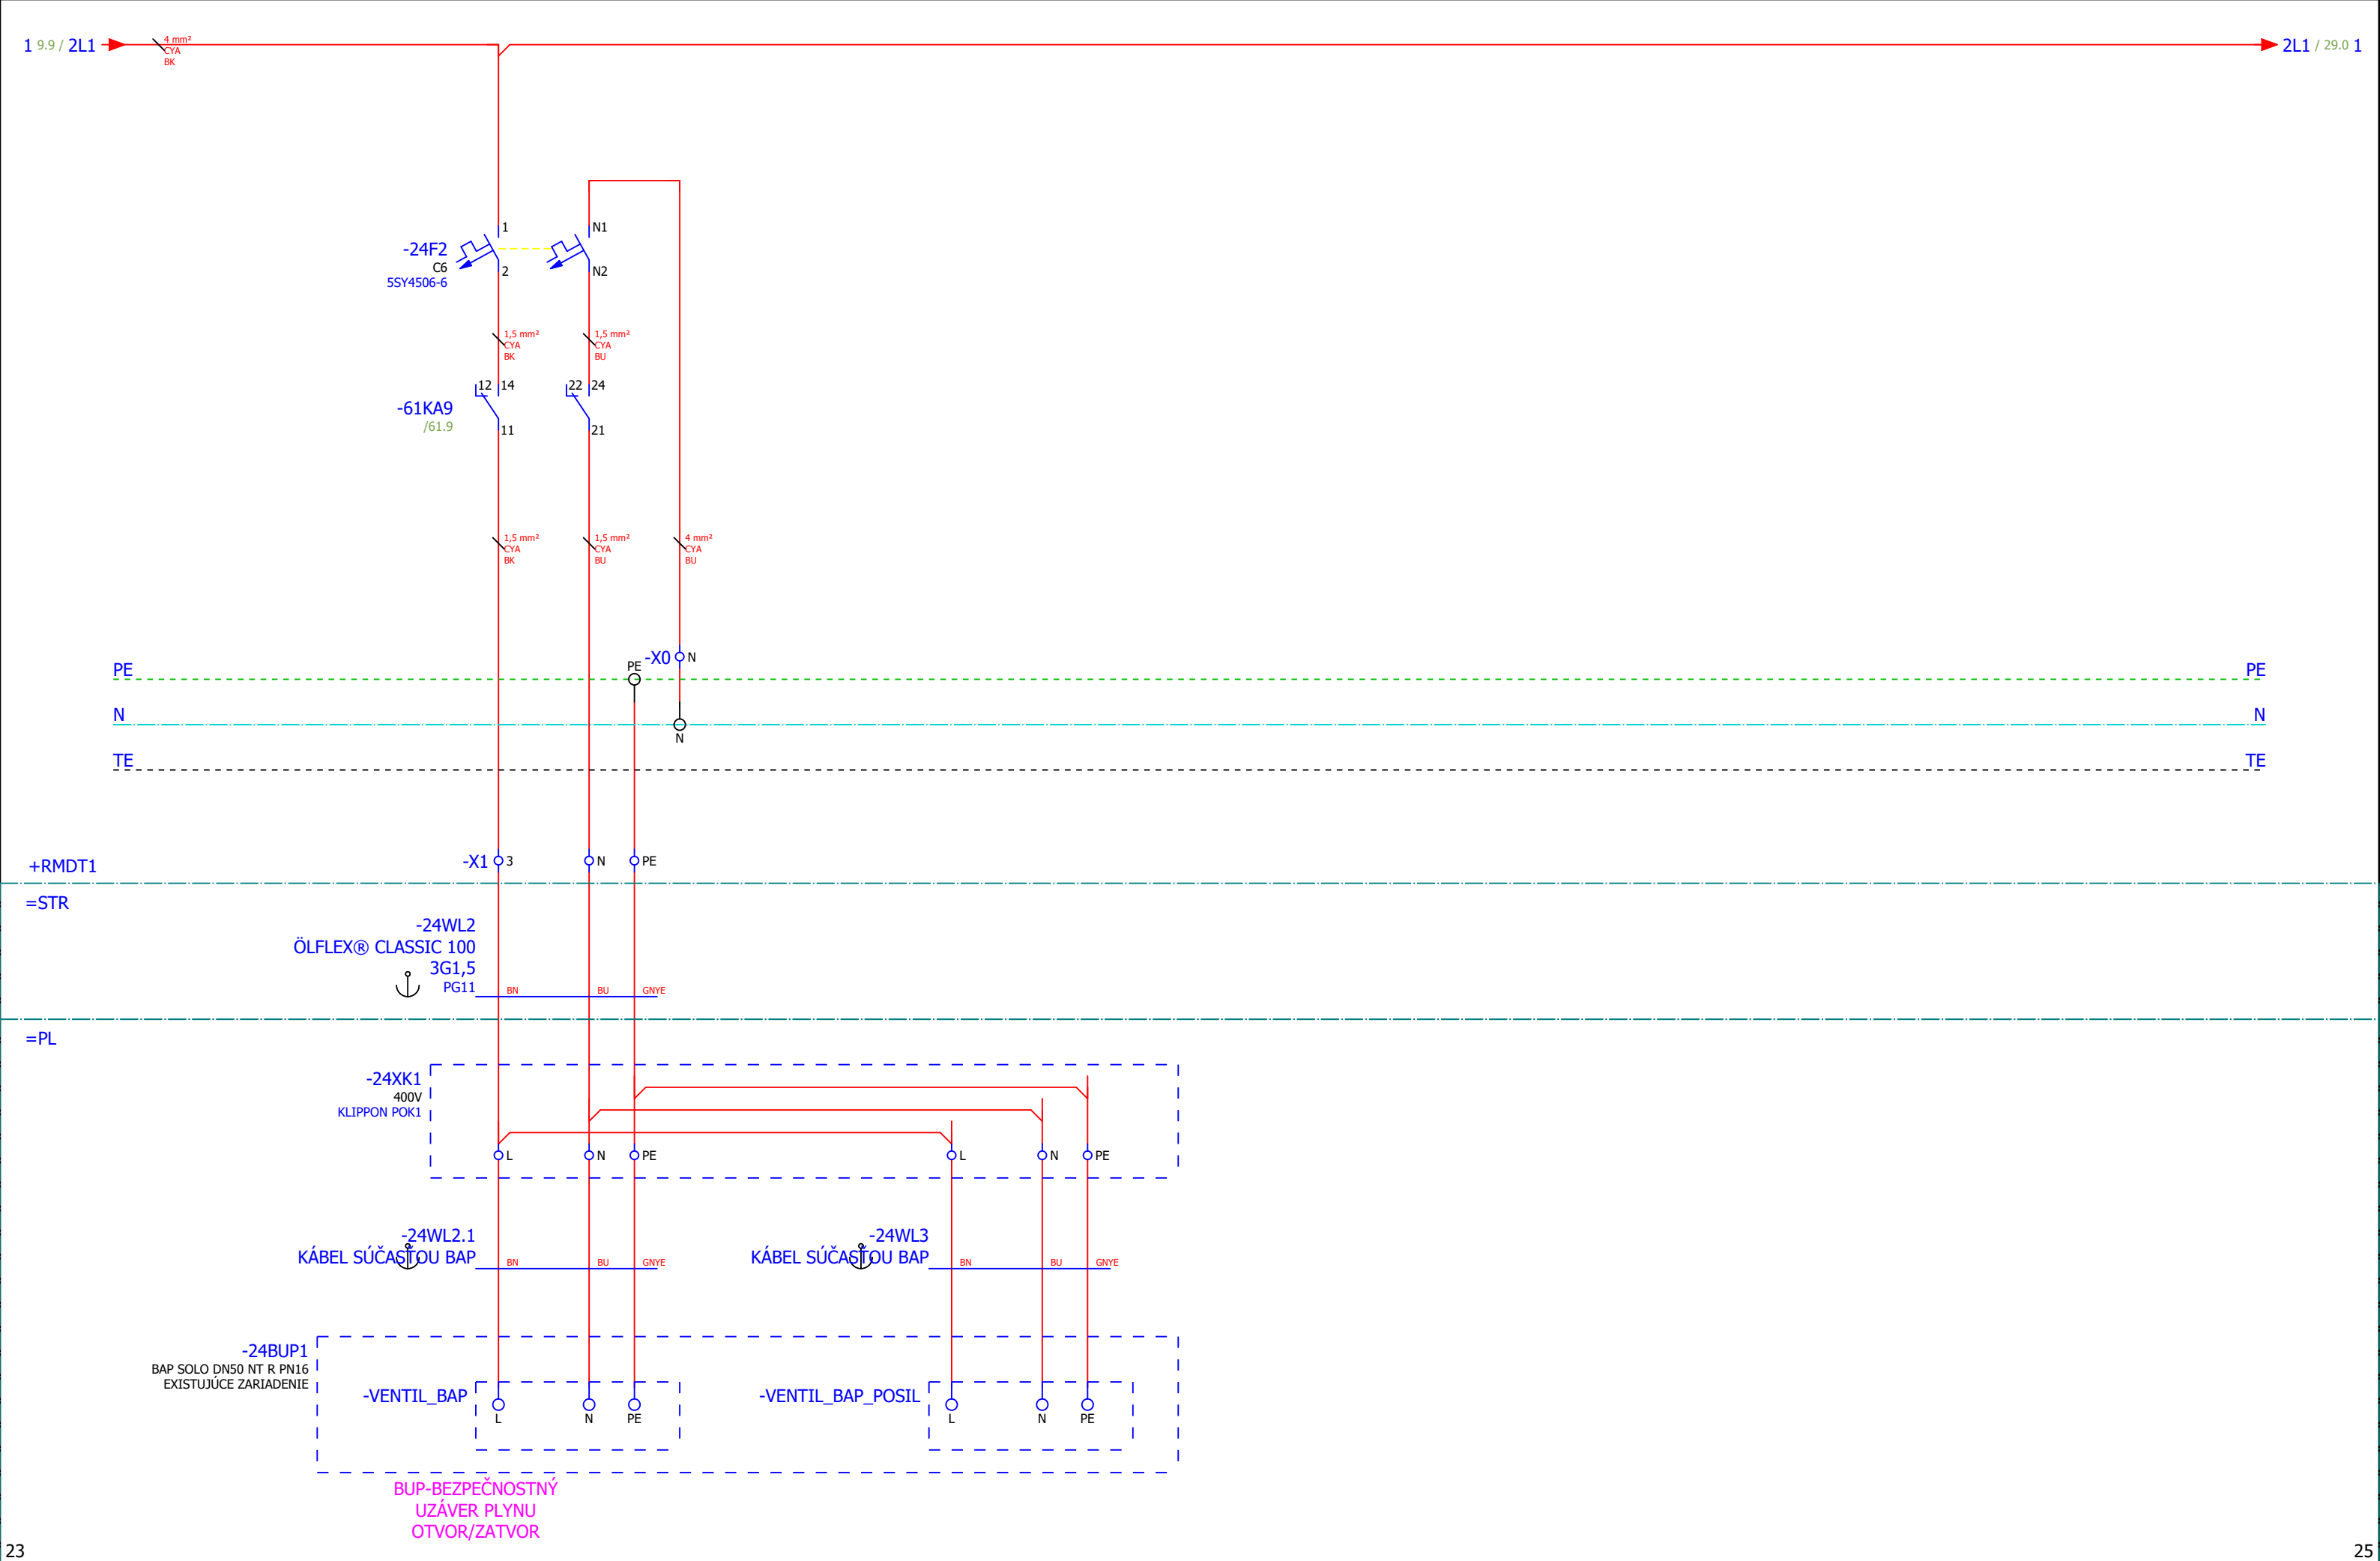 1 9.9 / 2L1
4 mm²
CYA
BK
2L1 / 29.0 1
1
N1
-24F2
C6
5SY4506-6
2
N2
1,5 mm²
CYA
BK
1,5 mm²
CYA
BU
12 14
22 24
-61KA9
/61.9
11
21
1,5 mm²
CYA
BK
1,5 mm²
CYA
BU
4 mm²
CYA
BU
-X0 N
PE
PE
PE
N
N
N
TE
TE
+RMDT1
-X1 3
N
PE
=STR
-24WL2
ÖLFLEX® CLASSIC 100
3G1,5
PG11
BN
BU
GNYE
=PL
-24XK1
400V
KLIPPON POK1
L
N
PE
L
N
PE
-24WL2.1
KÁBEL SÚČASŤOU BAP
BN
BU
GNYE
-24WL3
KÁBEL SÚČASŤOU BAP
BN
BU
GNYE
-24BUP1
BAP SOLO DN50 NT R PN16
EXISTUJÚCE ZARIADENIE
-VENTIL_BAP
L
N
PE
-VENTIL_BAP_POSIL
L
N
PE
BUP-BEZPEČNOSTNÝ
UZÁVER PLYNU
OTVOR/ZATVOR
23
25